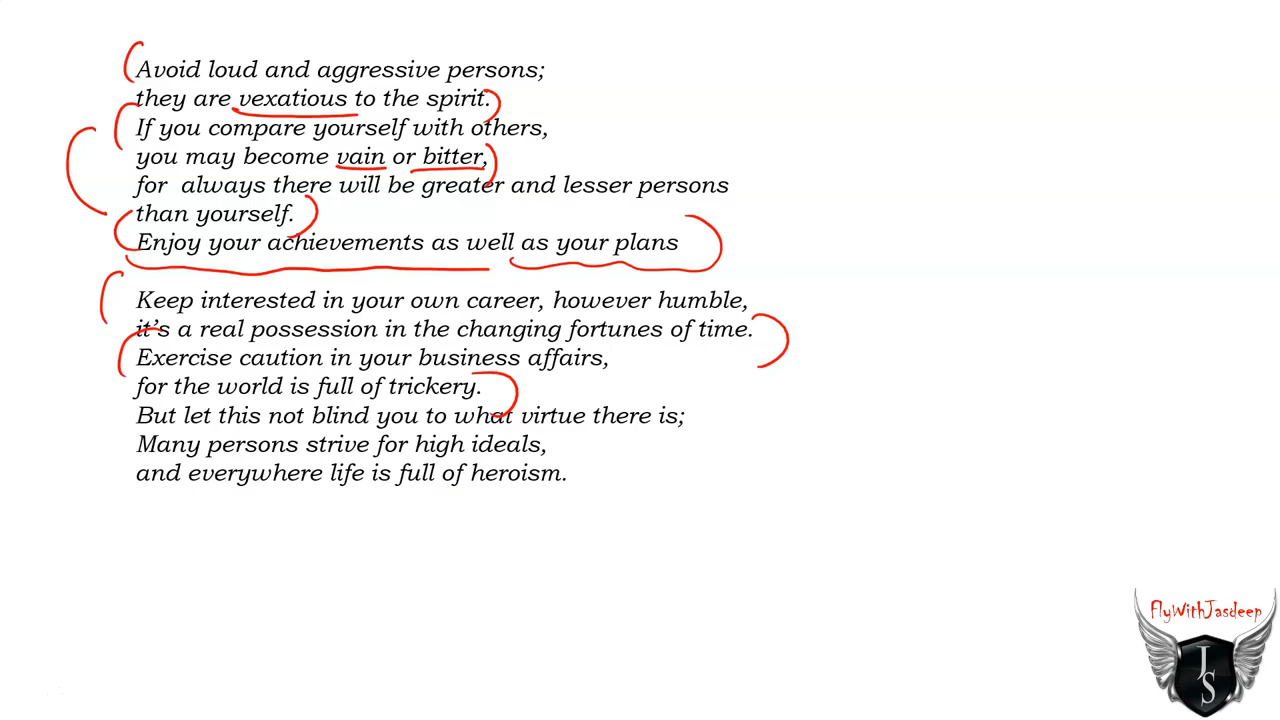 Avoid loud and aggressive persons;
they are vexatious to the spirit.
If you compare yourself with others,
you may become vain or bitter,
for always there will be greater and lesser persons
than yourself.
Enjoy your achievements as well as your plans
Keep interested in your own career, however humble,
it's a real possession in the changing fortunes of time.
Exercise caution in your business affairs,
for the world is full of trickery.
But let this not blind you to what virtue there is;
Many persons strive for high ideals,
and everywhere life is full of heroism.
FlyWithJasdeep
JS